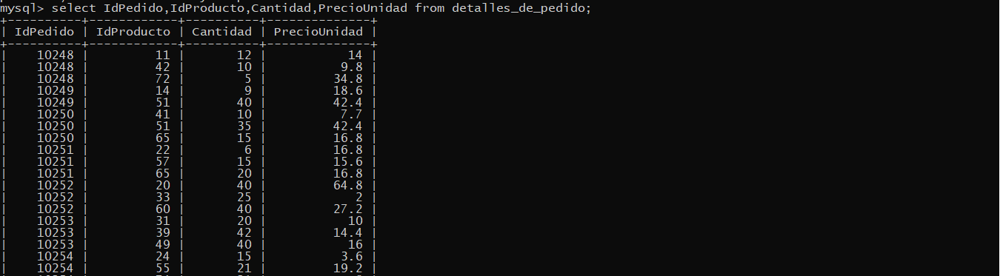 mysql> select IdPedido,IdProducto,Cantidad,PrecioUnidad from detalles_de_pedido;
+----------+------------+----------+--------------+
| IdPedido | IdProducto | Cantidad | PrecioUnidad |
+----------+------------+----------+--------------+
|    10248 |         11 |       12 |           14 |
|    10248 |         42 |       10 |          9.8 |
|    10248 |         72 |        5 |         34.8 |
|    10249 |         14 |        9 |         18.6 |
|    10249 |         51 |       40 |         42.4 |
|    10250 |         41 |       10 |          7.7 |
|    10250 |         51 |       35 |         42.4 |
|    10250 |         65 |       15 |         16.8 |
|    10251 |         22 |        6 |         16.8 |
|    10251 |         57 |       15 |         15.6 |
|    10251 |         65 |       20 |         16.8 |
|    10252 |         20 |       40 |         64.8 |
|    10252 |         33 |       25 |            2 |
|    10252 |         60 |       40 |         27.2 |
|    10253 |         31 |       20 |           10 |
|    10253 |         39 |       42 |         14.4 |
|    10253 |         49 |       40 |           16 |
|    10254 |         24 |       15 |          3.6 |
|    10254 |         55 |       21 |         19.2 |